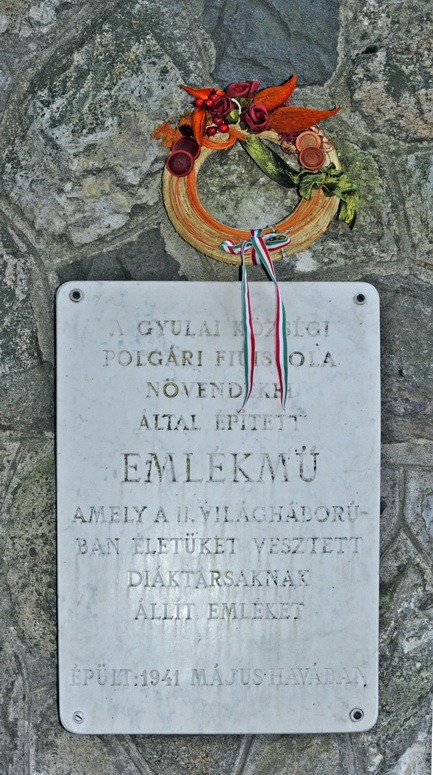 A GYULAI KÖZSÉGI
POLGÁRI FIÚISKOLA
NÖVENDÉKEI
ÁLTAL ÉPÍTETT
EMLÉKMŰ
AMELY A II. VILÁGHÁBORÚ-
BAN ÉLETÜKET VESZTETT
DIÁKTÁRSAKNAK
ÁLLÍT EMLÉKET
ÉPÜLT: 1941 MÁJUS HAVÁBAN